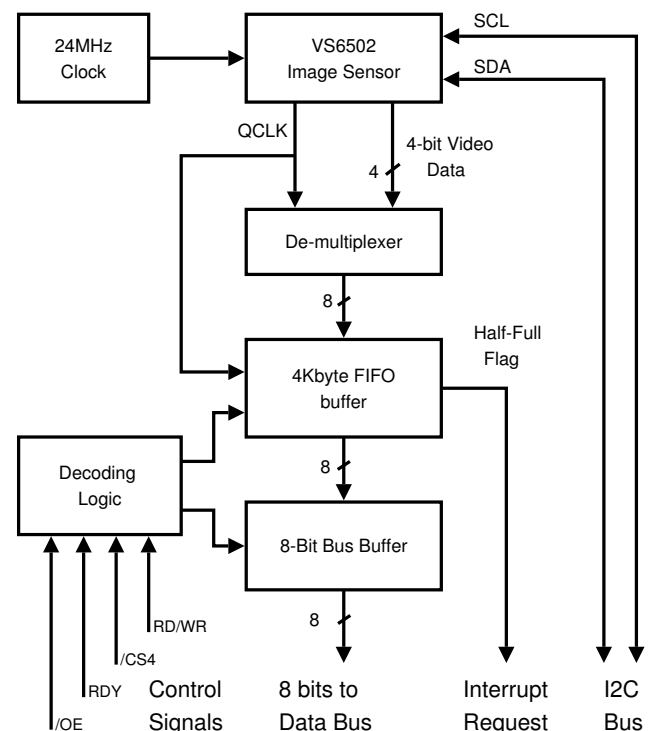 SCL
24MHz
Clock
VS6502
Image Sensor
SDA
QCLK
4-bit Video
Data
4
De-multiplexer
8
Half-Full
Flag
4Kbyte FIFO
buffer
8
Decoding
Logic
8-Bit Bus Buffer
8
RD/WR
/CS4
RDY
/OE
Control
Signals
8 bits to
Data Bus
Interrupt
Request
I2C
Bus